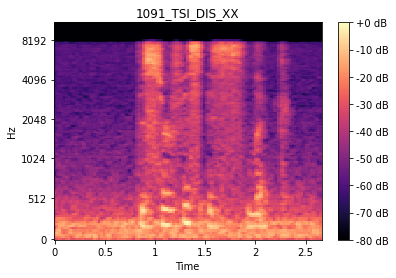 1091_TSI_DIS_XX
+0 dB
8192
-10 dB
4096
-20 dB
-30 dB
2048
-40 dB
Hz
1024
-50 dB
512
-60 dB
-70 dB
0
-80 dB
0 0.5 1 1.5 2 2.5
Time